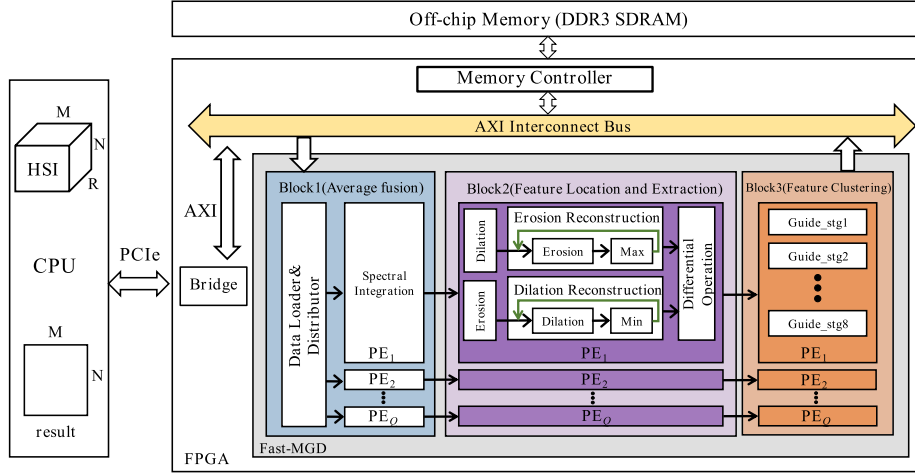 Off-chip Memory (DDR3 SDRAM)
Memory Controller
AXI Interconnect Bus
M
N
HSI
R
CPU
M
N
result
PCIe
AXI
Bridge
FPGA
Fast-MGD
Block1(Average fusion)
Data Loader&
Distributor
Spectral
Integration
PE1
PE2
PEQ
Block2(Feature Location and Extraction)
Dilation
Erosion Reconstruction
Erosion
Max
Erosion
Dilation Reconstruction
Dilation
Min
Differential
Operation
PE1
PE2
PEQ
Block3(Feature Clustering)
Guide_stg1
Guide_stg2
Guide_stg8
PE1
PE2
PEQ